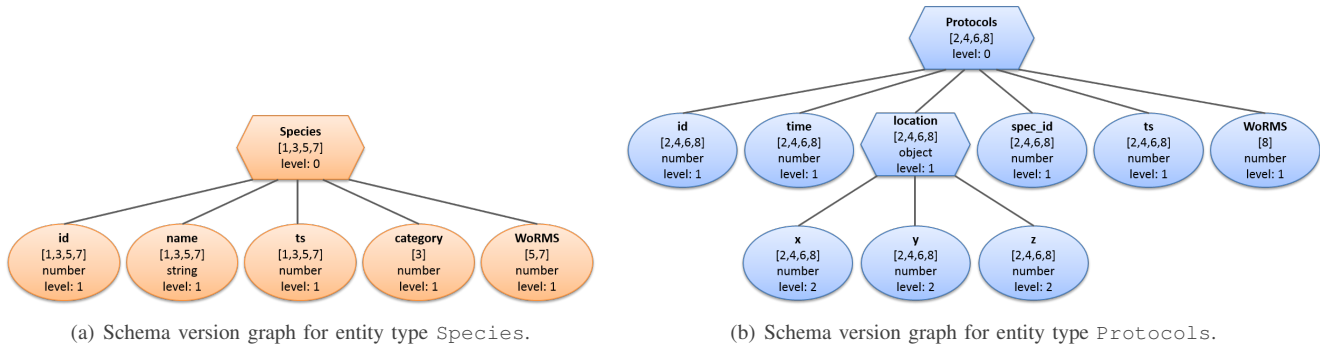 Species
[1,3,5,7]
level: 0
id
[1,3,5,7]
number
level: 1
name
[1,3,5,7]
string
level: 1
ts
[1,3,5,7]
number
level: 1
category
[3]
number
level: 1
WoRMS
[5,7]
number
level: 1
(a) Schema version graph for entity type Species.
Protocols
[2,4,6,8]
level: 0
id
[2,4,6,8]
number
level: 1
time
[2,4,6,8]
number
level: 1
location
[2,4,6,8]
object
level: 1
spec_id
[2,4,6,8]
number
level: 1
ts
[2,4,6,8]
number
level: 1
WoRMS
[8]
number
level: 1
x
[2,4,6,8]
number
level: 2
y
[2,4,6,8]
number
level: 2
z
[2,4,6,8]
number
level: 2
(b) Schema version graph for entity type Protocols.